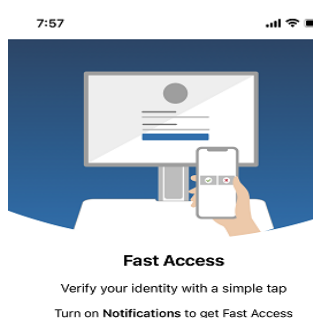 7:57
Fast Access
Verify your identity with a simple tap
Turn on Notifications to get Fast Access